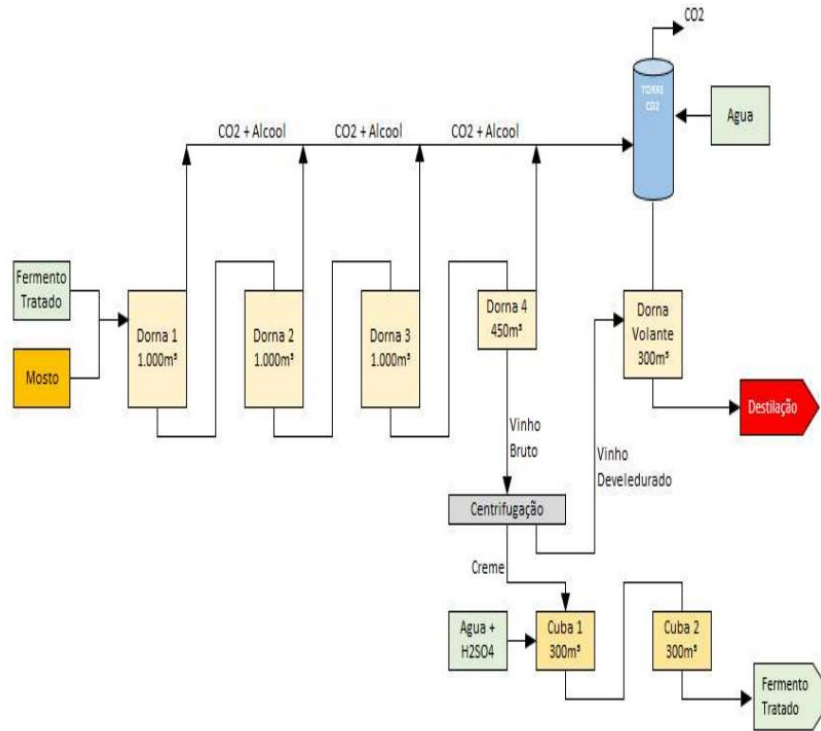 CO2
TORRE
CO2
Agua
CO2 + Alcool
CO2 + Alcool
CO2 + Alcool
Fermento
Tratado
Mosto
Dorna 1
1.000m³
Dorna 2
1.000m³
Dorna 3
1.000m³
Dorna 4
450m³
Dorna
Volante
300m³
Destilação
Vinho
Bruto
Vinho
Develedurado
Centrifugação
Creme
Agua +
H2SO4
Cuba 1
300m³
Cuba 2
300m³
Fermento
Tratado